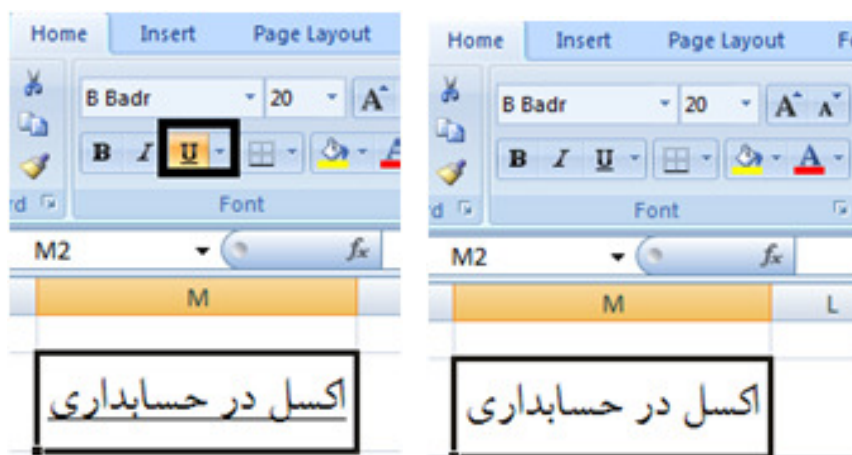 Home Insert Page Layout
B Badr 20 A
B I U A
rd Font
M2 fx
M
اکسل در حسابداری
Home Insert Page Layout F
B Badr 20 A A
B I U A
d Font
M2 fx
M L
اکسل در حسابداری